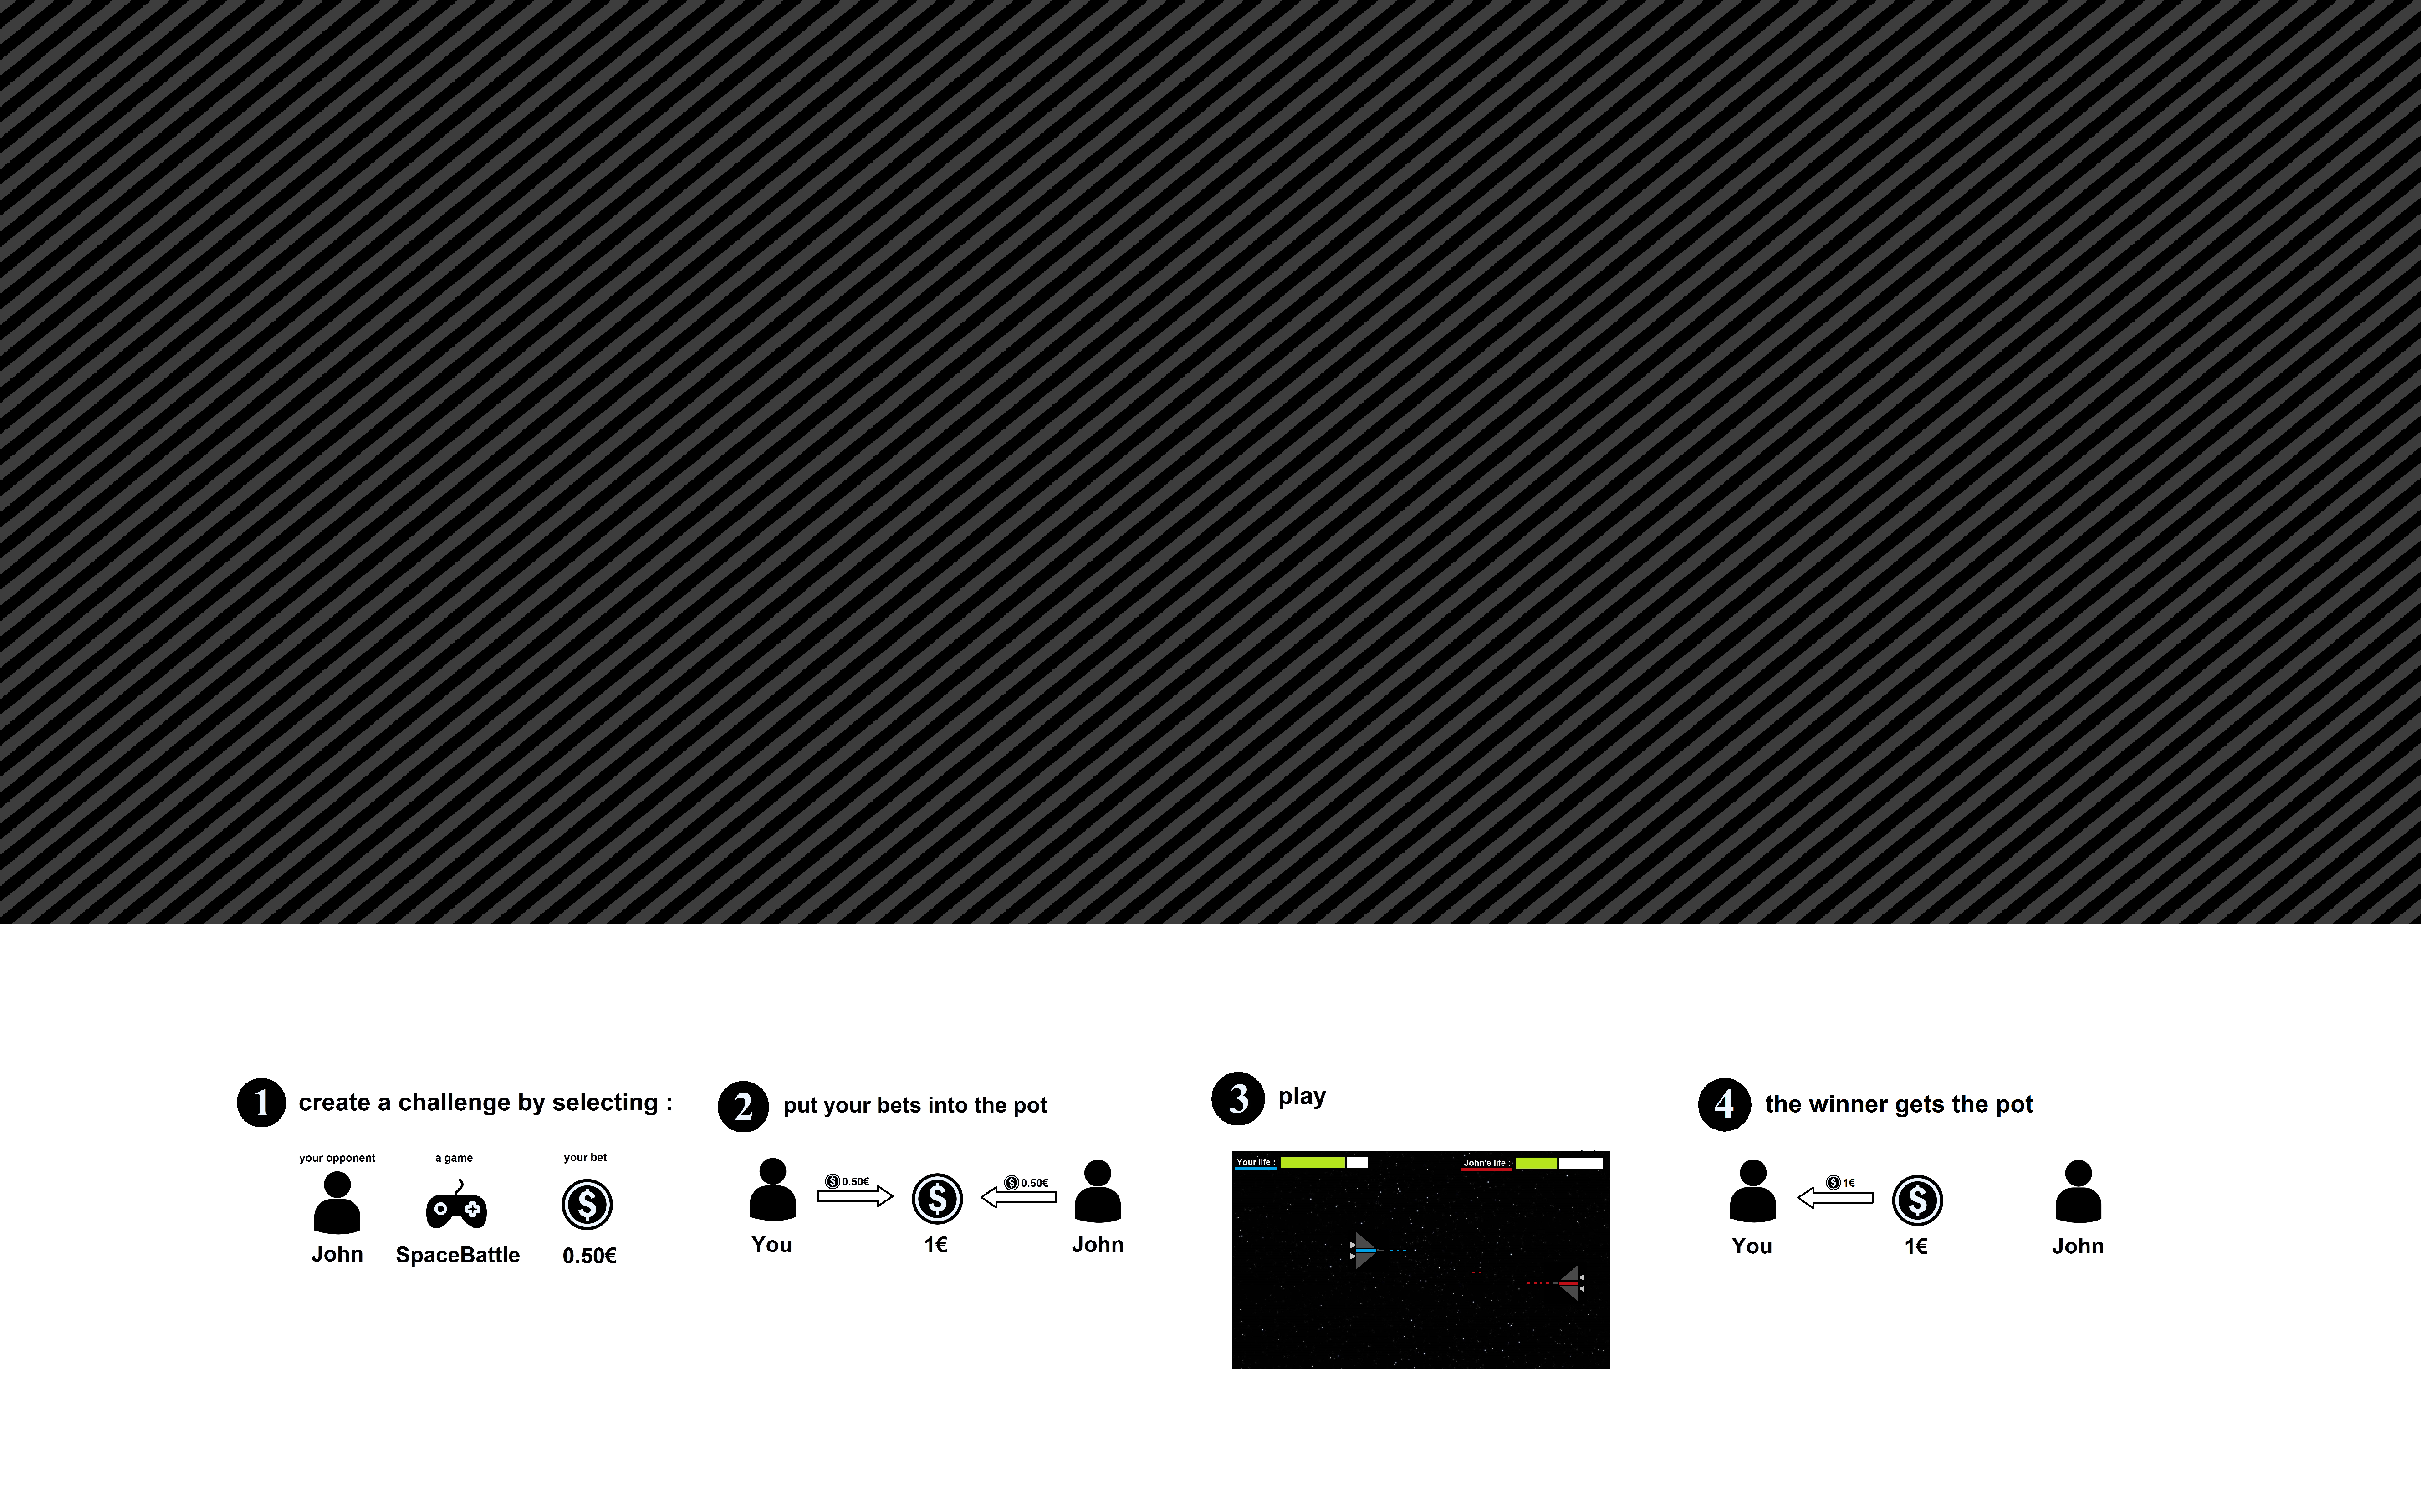 1 create a challenge by selecting :
your opponent a game your bet
John SpaceBattle 0.50€
2 put your bets into the pot
0.50€ 0.50€
You 1€ John
3 play
Your life : John's life :
4 the winner gets the pot
1€
You 1€ John